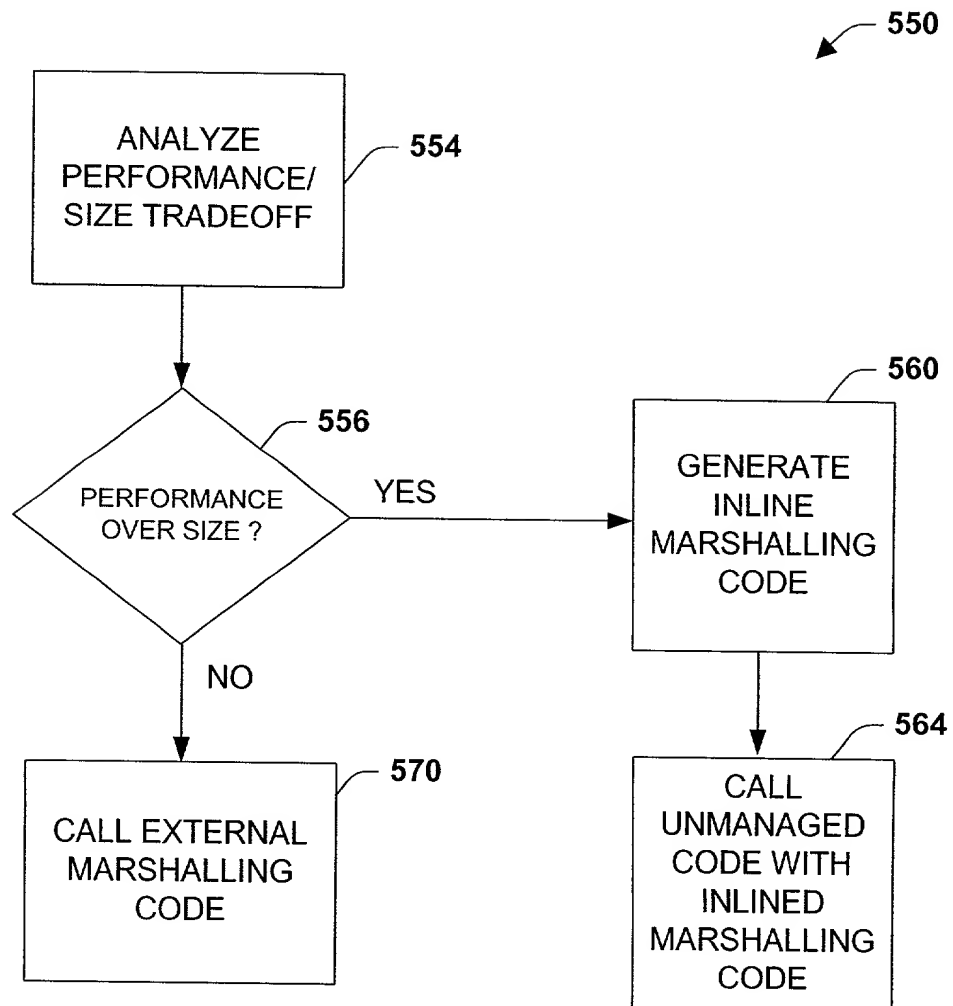 550
ANALYZE
PERFORMANCE/
SIZE TRADEOFF
554
PERFORMANCE
OVER SIZE ?
556
YES
NO
GENERATE
INLINE
MARSHALLING
CODE
560
CALL EXTERNAL
MARSHALLING
CODE
570
CALL
UNMANAGED
CODE WITH
INLINED
MARSHALLING
CODE
564